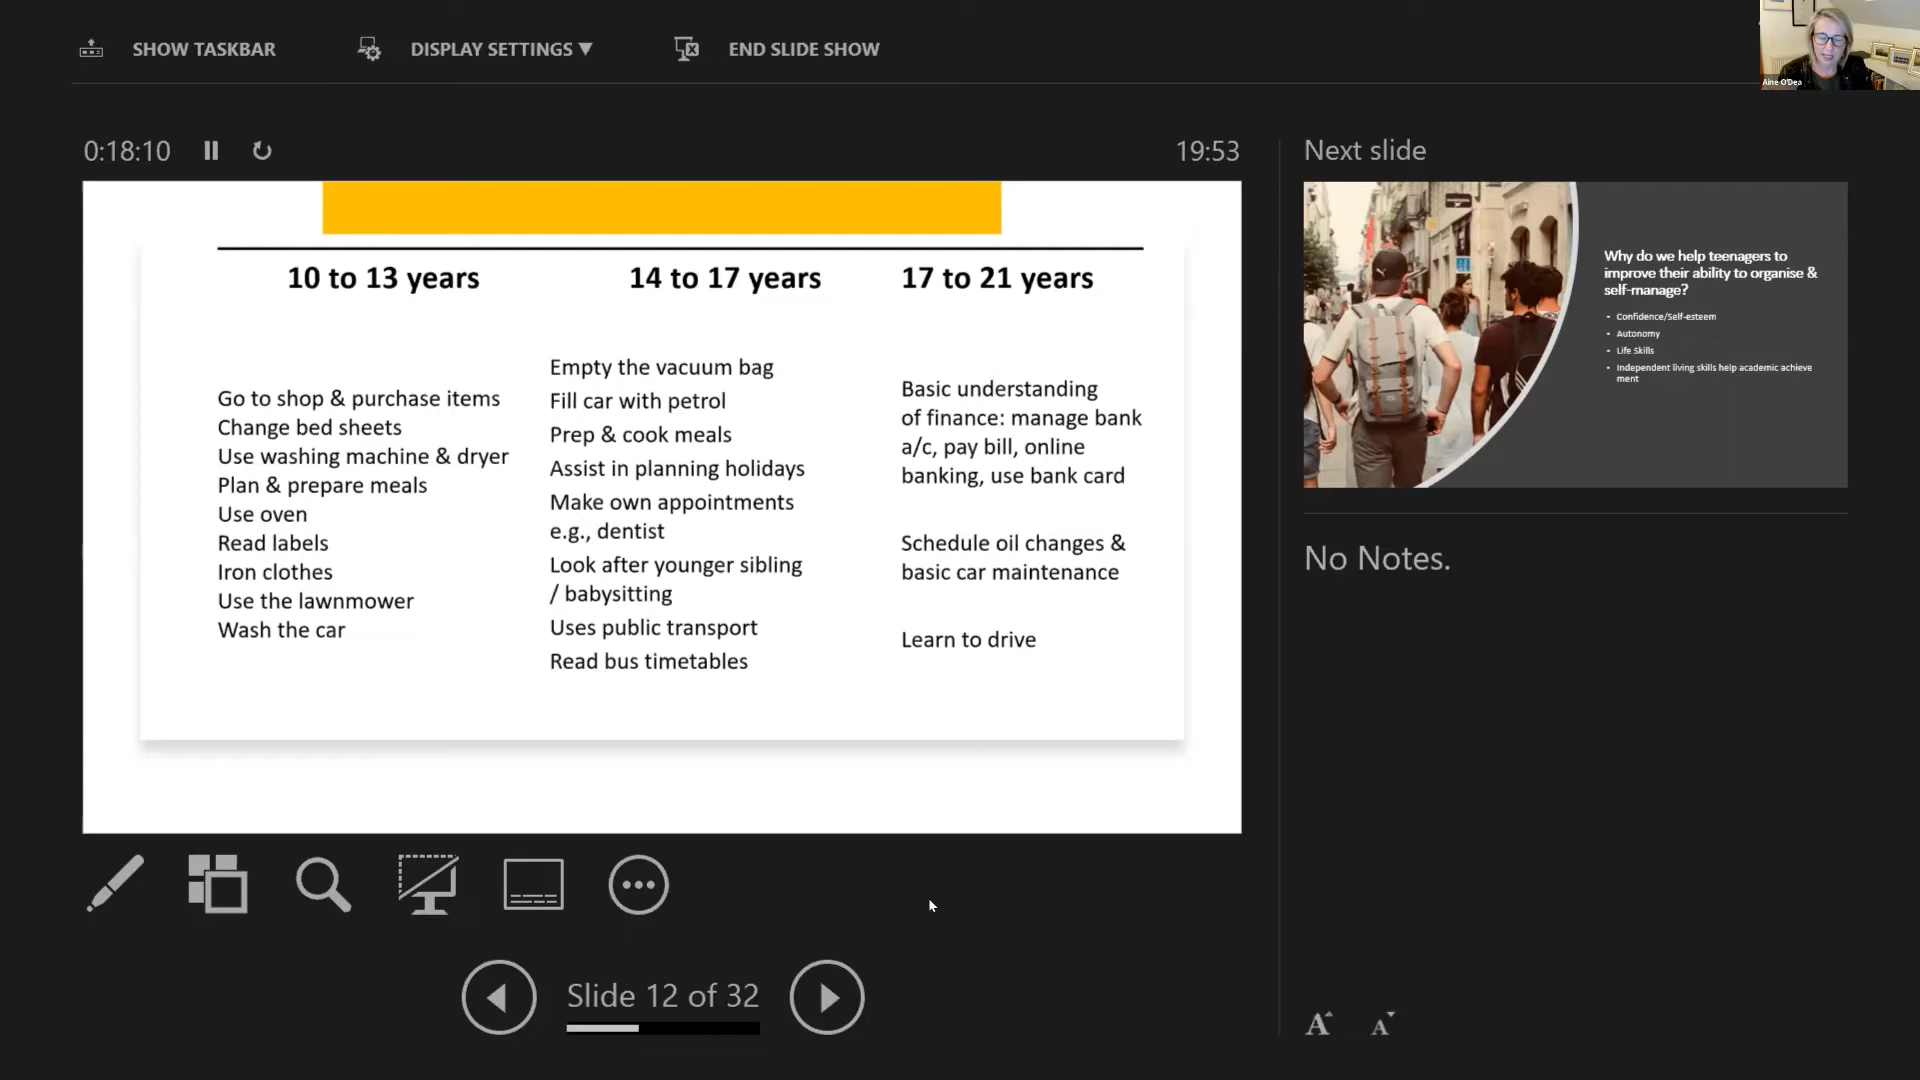 SHOW TASKBAR
DISPLAY SETTINGS ▼
END SLIDE SHOW
Aine O'Dea
0:18:10
19:53
Next slide
10 to 13 years
Go to shop & purchase items
Change bed sheets
Use washing machine & dryer
Plan & prepare meals
Use oven
Read labels
Iron clothes
Use the lawnmower
Wash the car
14 to 17 years
Empty the vacuum bag
Fill car with petrol
Prep & cook meals
Assist in planning holidays
Make own appointments
e.g., dentist
Look after younger sibling
/ babysitting
Uses public transport
Read bus timetables
17 to 21 years
Basic understanding
of finance: manage bank
a/c, pay bill, online
banking, use bank card
Schedule oil changes &
basic car maintenance
Learn to drive
Why do we help teenagers to
improve their ability to organise &
self-manage?
• Confidence/Self-esteem
• Autonomy
• Life Skills
• Independent living skills help academic achieve
ment
No Notes.
Slide 12 of 32
A A